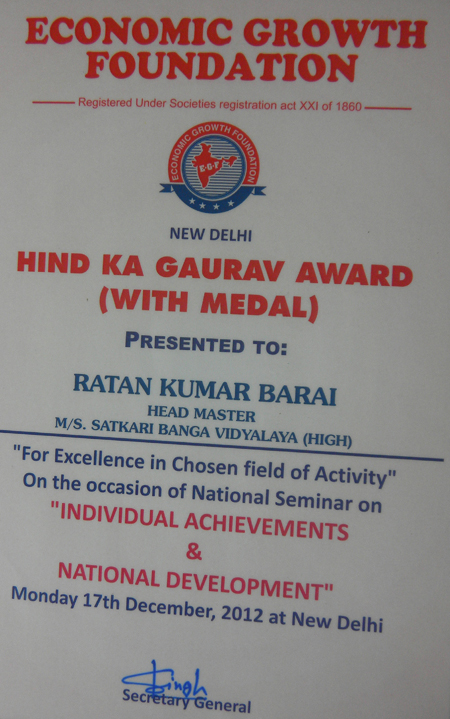 ECONOMIC GROWTH
FOUNDATION
Registered Under Societies registration act XXI of 1860
ECONOMIC GROWTH FOUNDATION
E·G·F
NEW DELHI
HIND KA GAURAV AWARD
(WITH MEDAL)
PRESENTED TO:
RATAN KUMAR BARAI
HEAD MASTER
M/S. SATKARI BANGA VIDYALAYA (HIGH)
"For Excellence in Chosen field of Activity"
On the occasion of National Seminar on
"INDIVIDUAL ACHIEVEMENTS
&
NATIONAL DEVELOPMENT"
Monday 17th December, 2012 at New Delhi
Singh
Secretary General